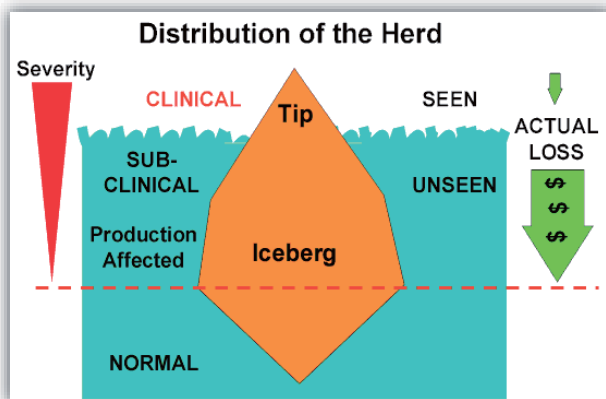 Distribution of the Herd
Severity
CLINICAL
Tip
SEEN
ACTUAL
LOSS
SUB-
CLINICAL
UNSEEN
$
$
$
Production
Affected
Iceberg
NORMAL